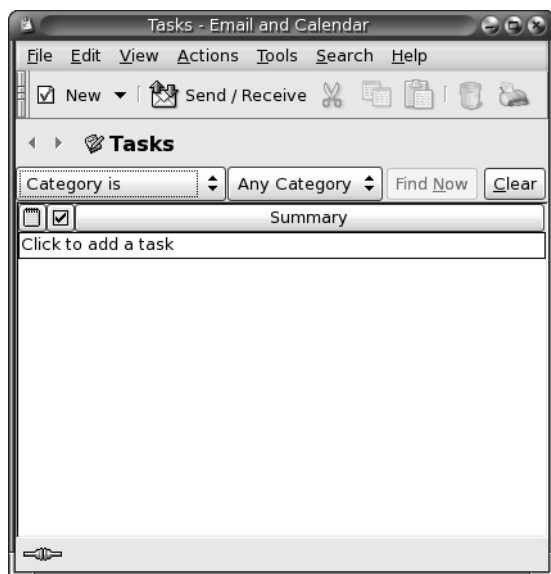 Tasks - Email and Calendar
File Edit View Actions Tools Search Help
New Send / Receive
Tasks
Category is Any Category Find Now Clear
Summary
Click to add a task